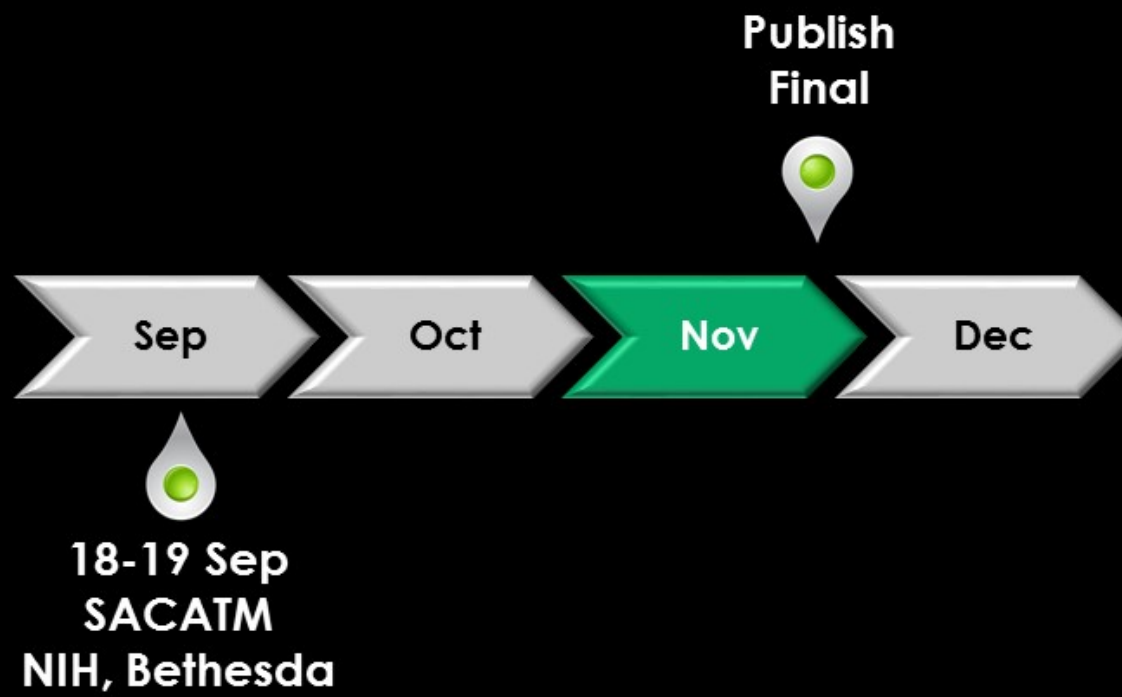 Publish
Final
Sep
Oct
Nov
Dec
18-19 Sep
SACATM
NIH, Bethesda